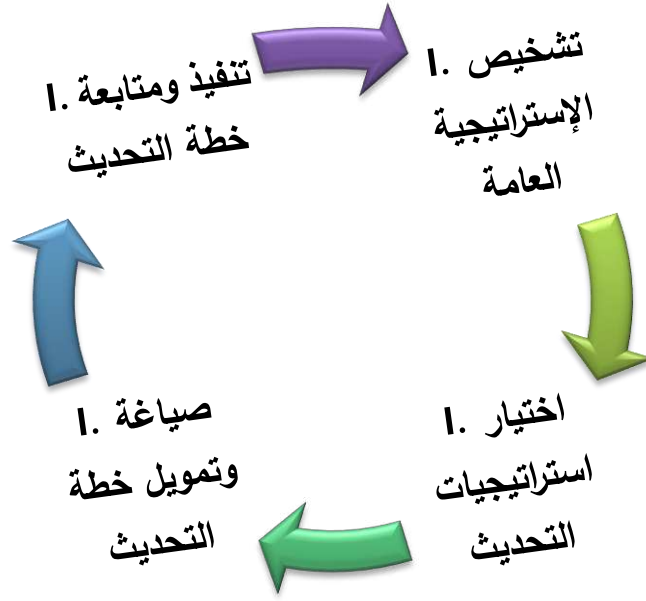 I. تشخيص
الإستراتيجية
العامة
I. اختيار
استراتيجيات
التحديث
I. صياغة
وتمويل خطة
التحديث
I. تنفيذ ومتابعة
خطة التحديث